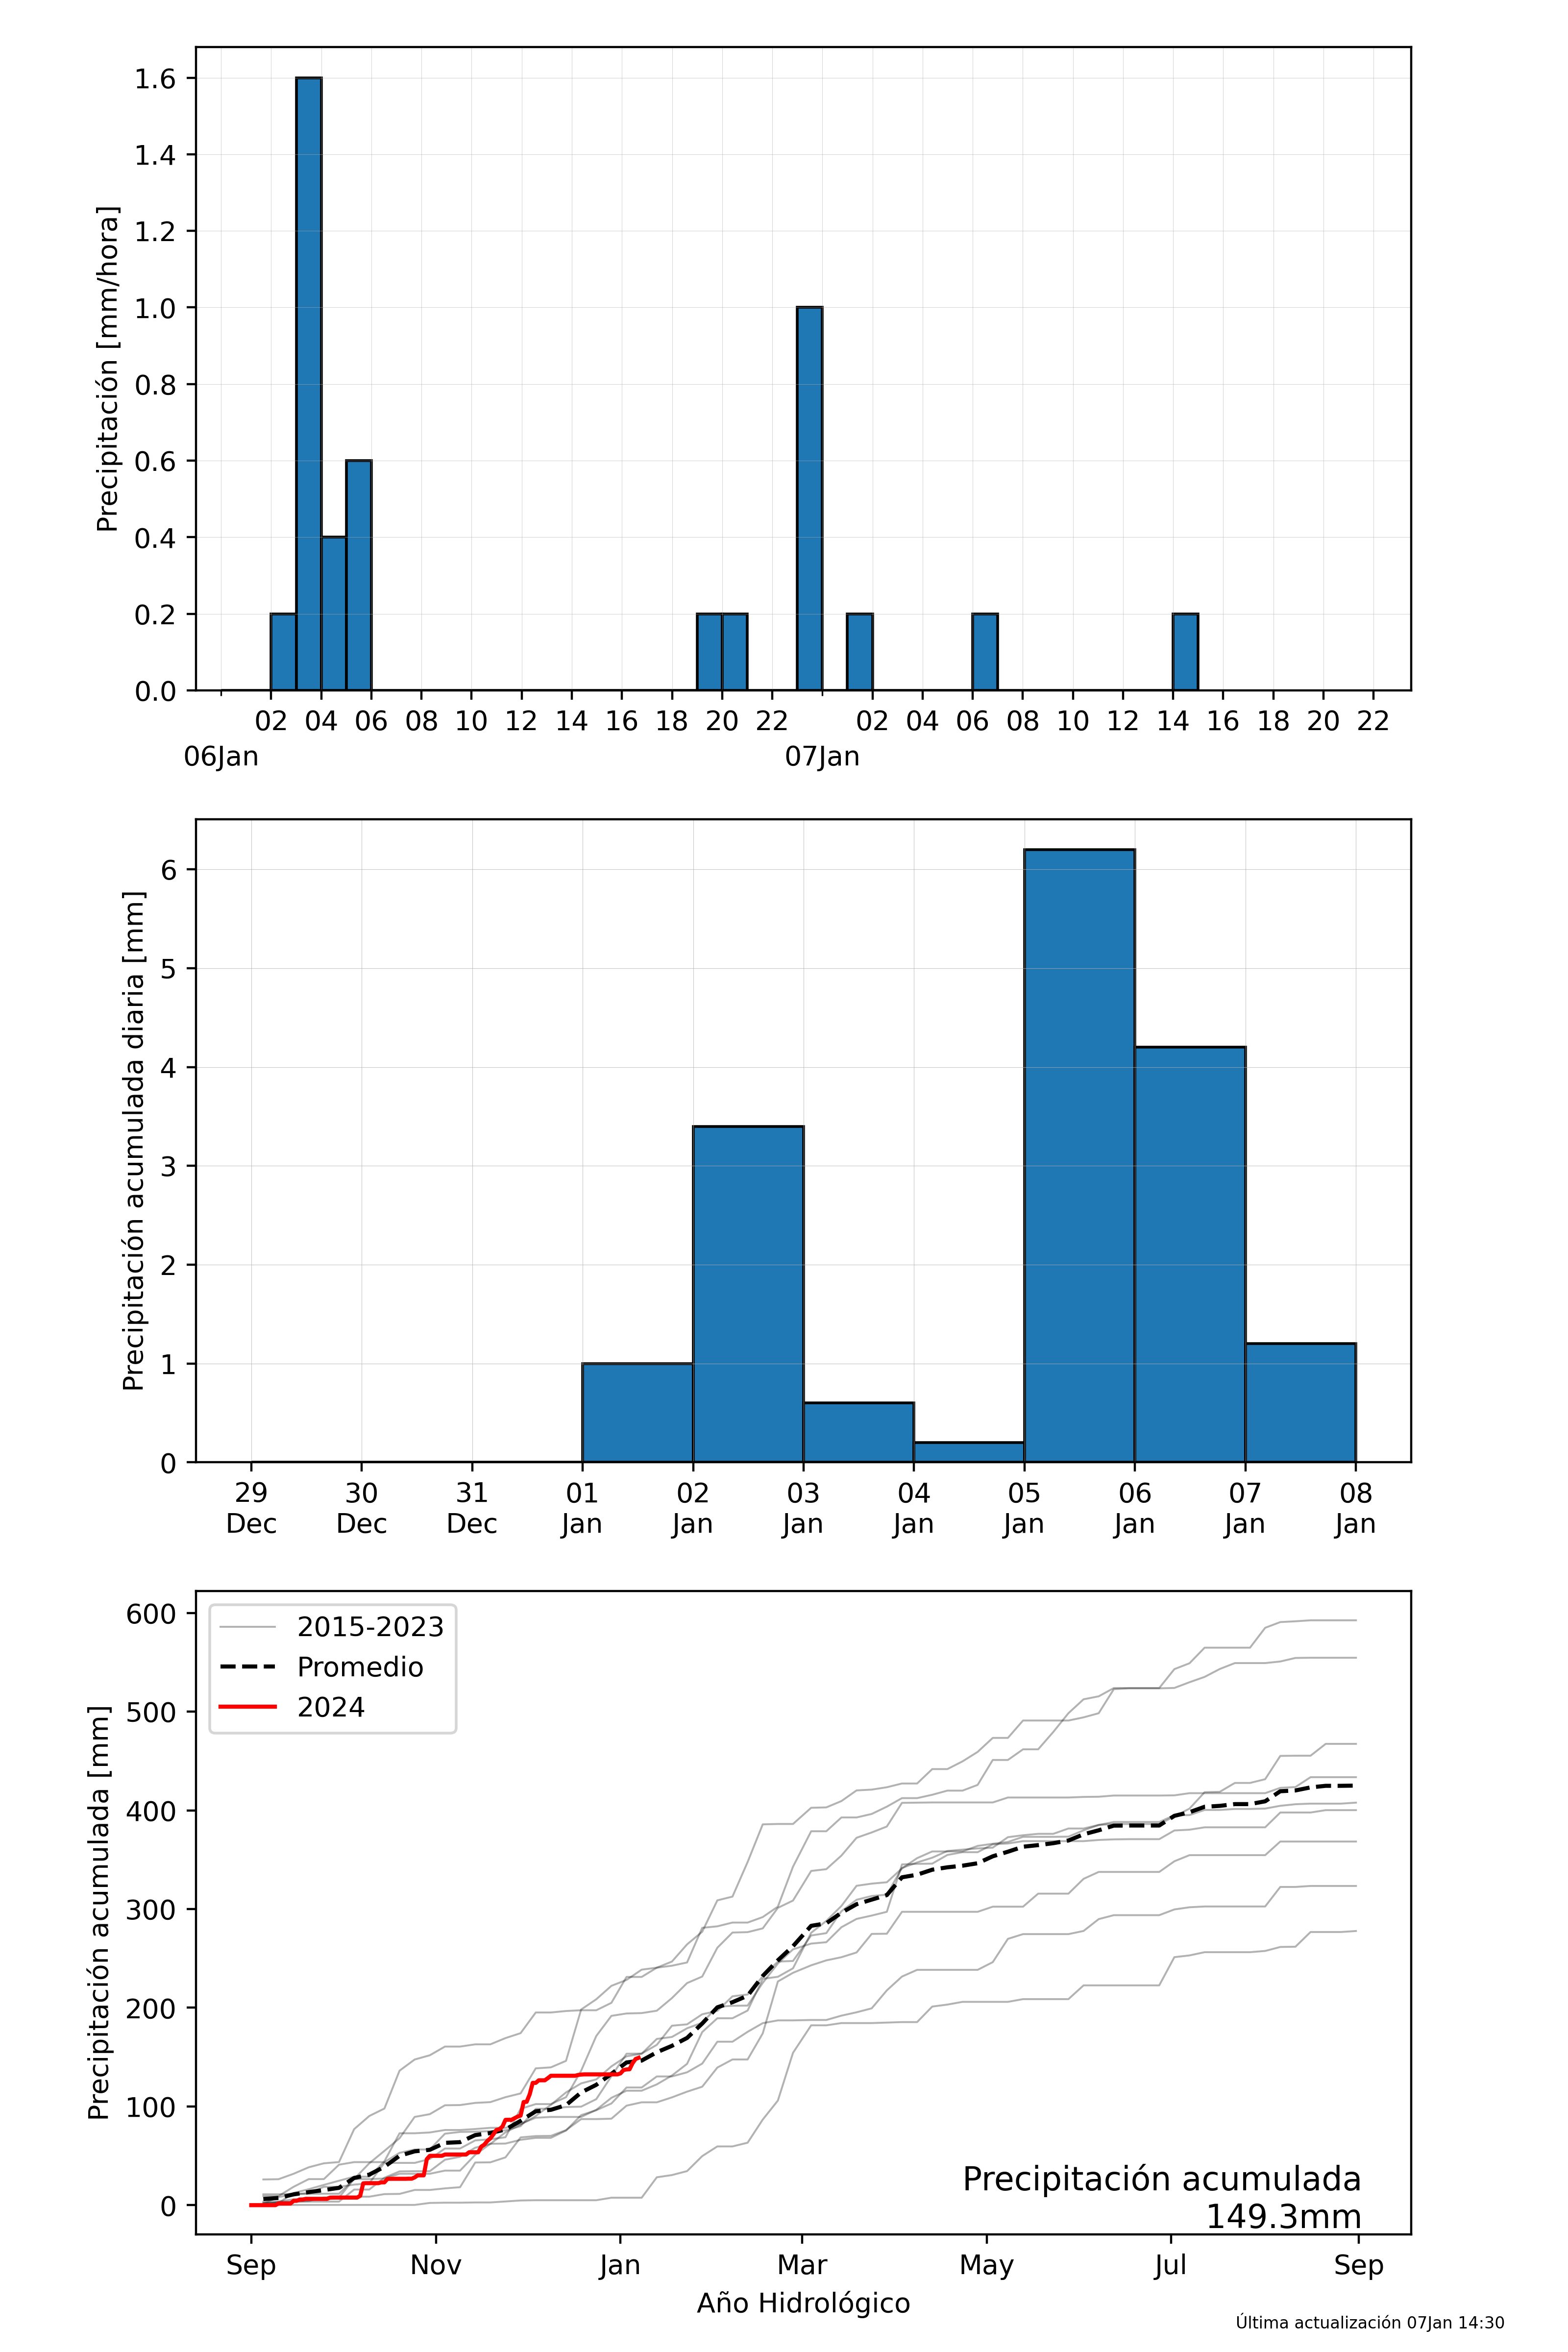 Precipitación [mm/hora]
1.6
1.4
1.2
1.0
0.8
0.6
0.4
0.2
0.0
02 04 06 08 10 12 14 16 18 20 22 02 04 06 08 10 12 14 16 18 20 22
06Jan 07Jan
Precipitación acumulada diaria [mm]
6
5
4
3
2
1
0
29 30 31 01 02 03 04 05 06 07 08
Dec Dec Dec Jan Jan Jan Jan Jan Jan Jan Jan
Precipitación acumulada [mm]
600
500
400
300
200
100
0
2015-2023
Promedio
2024
Precipitación acumulada
149.3mm
Sep Nov Jan Mar May Jul Sep
Año Hidrológico
Última actualización 07Jan 14:30